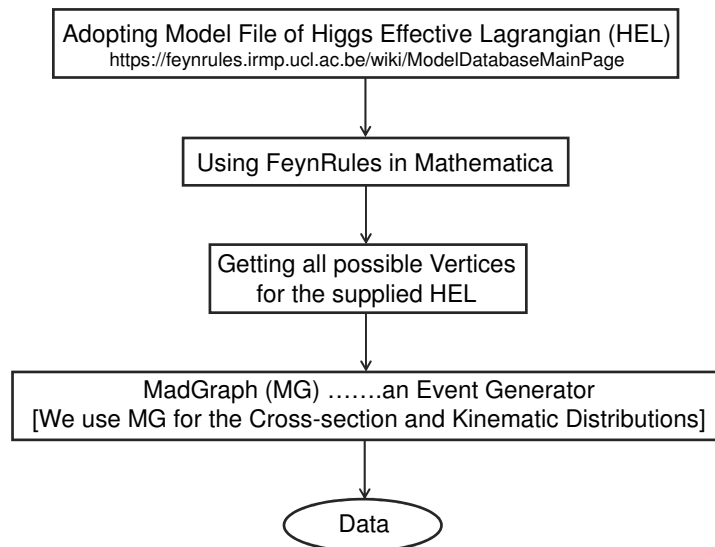 Adopting Model File of Higgs Effective Lagrangian (HEL)
https://feynrules.irmp.ucl.ac.be/wiki/ModelDatabaseMainPage
Using FeynRules in Mathematica
Getting all possible Vertices
for the supplied HEL
MadGraph (MG) …….an Event Generator
[We use MG for the Cross-section and Kinematic Distributions]
Data